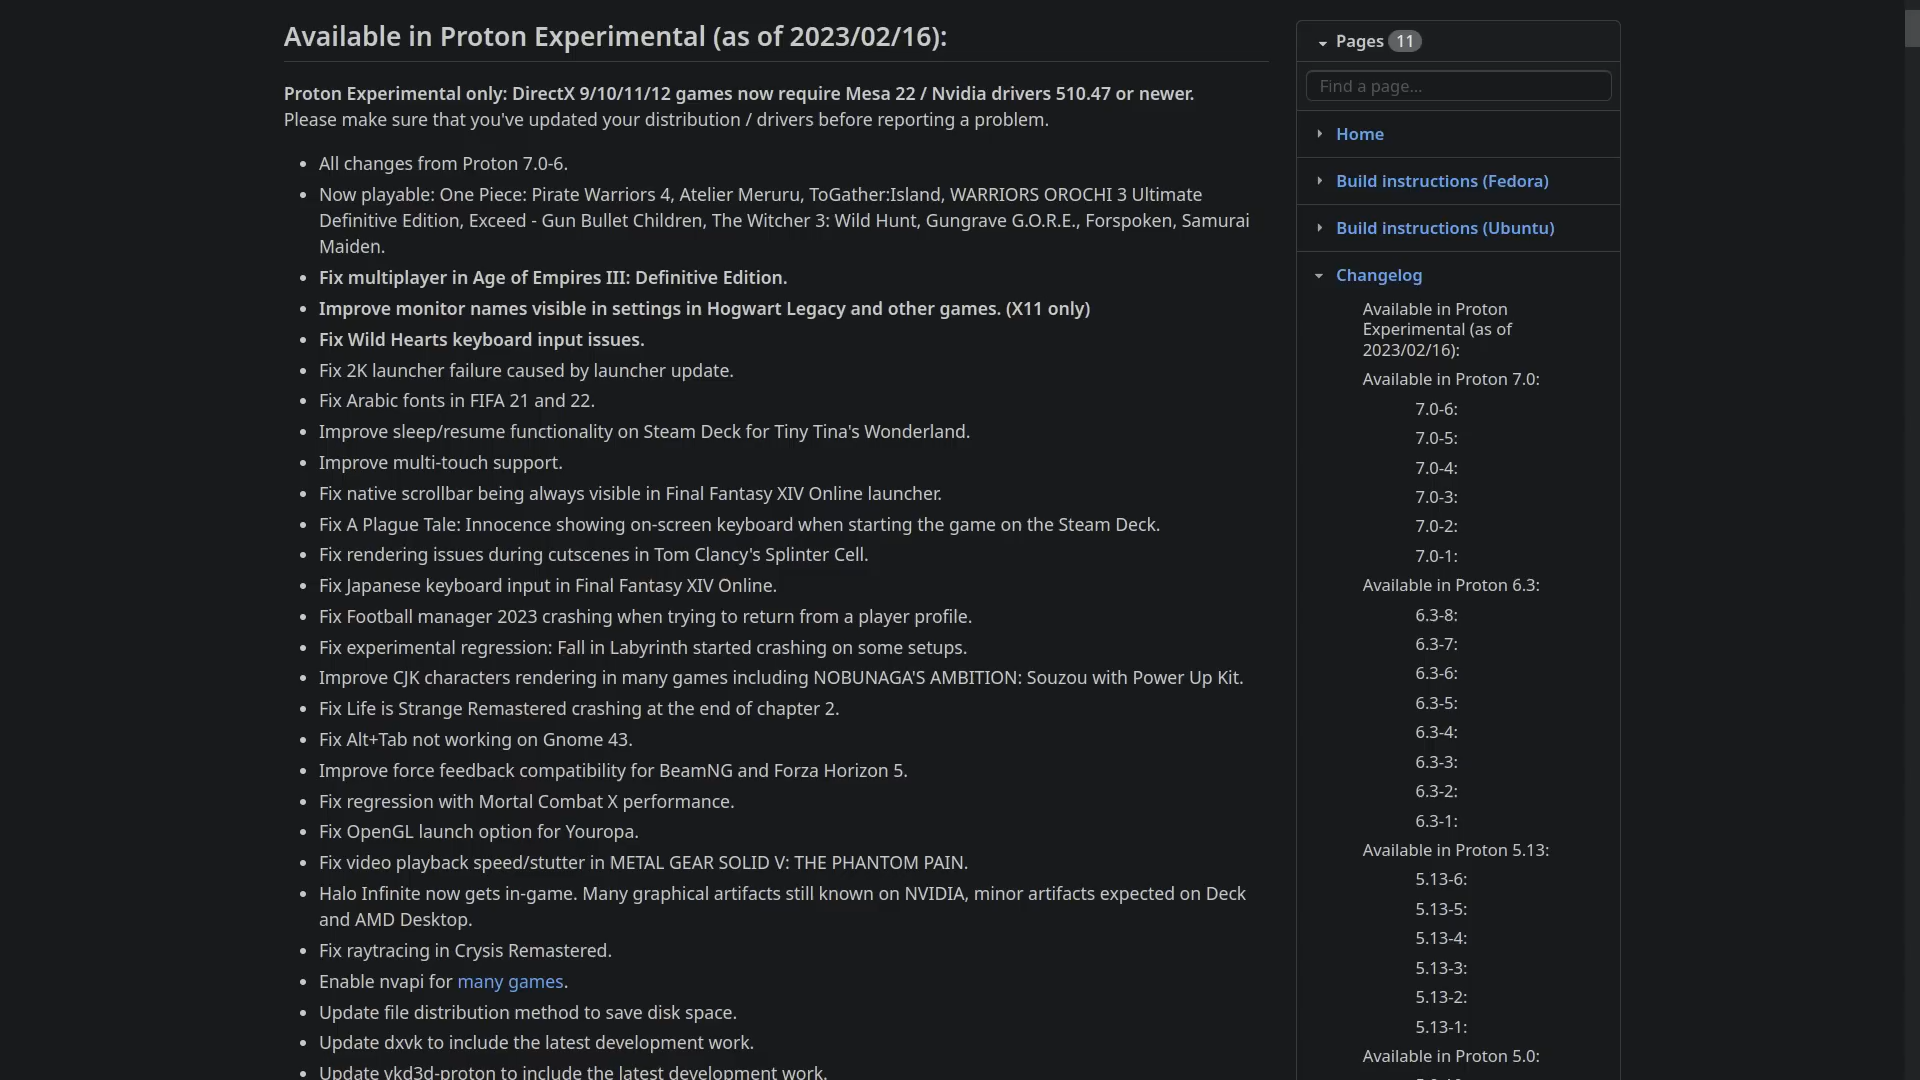 Available in Proton Experimental (as of 2023/02/16):
Proton Experimental only: DirectX 9/10/11/12 games now require Mesa 22 / Nvidia drivers 510.47 or newer.
Please make sure that you've updated your distribution / drivers before reporting a problem.
All changes from Proton 7.0-6.
Now playable: One Piece: Pirate Warriors 4, Atelier Meruru, ToGather:Island, WARRIORS OROCHI 3 Ultimate
Definitive Edition, Exceed - Gun Bullet Children, The Witcher 3: Wild Hunt, Gungrave G.O.R.E., Forspoken, Samurai
Maiden.
Fix multiplayer in Age of Empires III: Definitive Edition.
Improve monitor names visible in settings in Hogwart Legacy and other games. (X11 only)
Fix Wild Hearts keyboard input issues.
Fix 2K launcher failure caused by launcher update.
Fix Arabic fonts in FIFA 21 and 22.
Improve sleep/resume functionality on Steam Deck for Tiny Tina's Wonderland.
Improve multi-touch support.
Fix native scrollbar being always visible in Final Fantasy XIV Online launcher.
Fix A Plague Tale: Innocence showing on-screen keyboard when starting the game on the Steam Deck.
Fix rendering issues during cutscenes in Tom Clancy's Splinter Cell.
Fix Japanese keyboard input in Final Fantasy XIV Online.
Fix Football manager 2023 crashing when trying to return from a player profile.
Fix experimental regression: Fall in Labyrinth started crashing on some setups.
Improve CJK characters rendering in many games including NOBUNAGA'S AMBITION: Souzou with Power Up Kit.
Fix Life is Strange Remastered crashing at the end of chapter 2.
Fix Alt+Tab not working on Gnome 43.
Improve force feedback compatibility for BeamNG and Forza Horizon 5.
Fix regression with Mortal Combat X performance.
Fix OpenGL launch option for Youropa.
Fix video playback speed/stutter in METAL GEAR SOLID V: THE PHANTOM PAIN.
Halo Infinite now gets in-game. Many graphical artifacts still known on NVIDIA, minor artifacts expected on Deck
and AMD Desktop.
Fix raytracing in Crysis Remastered.
Enable nvapi for many games.
Update file distribution method to save disk space.
Update dxvk to include the latest development work.
Update vkd3d-proton to include the latest development work.
Pages 11
Find a page...
Home
Build instructions (Fedora)
Build instructions (Ubuntu)
Changelog
Available in Proton
Experimental (as of
2023/02/16):
Available in Proton 7.0:
7.0-6:
7.0-5:
7.0-4:
7.0-3:
7.0-2:
7.0-1:
Available in Proton 6.3:
6.3-8:
6.3-7:
6.3-6:
6.3-5:
6.3-4:
6.3-3:
6.3-2:
6.3-1:
Available in Proton 5.13:
5.13-6:
5.13-5:
5.13-4:
5.13-3:
5.13-2:
5.13-1:
Available in Proton 5.0: